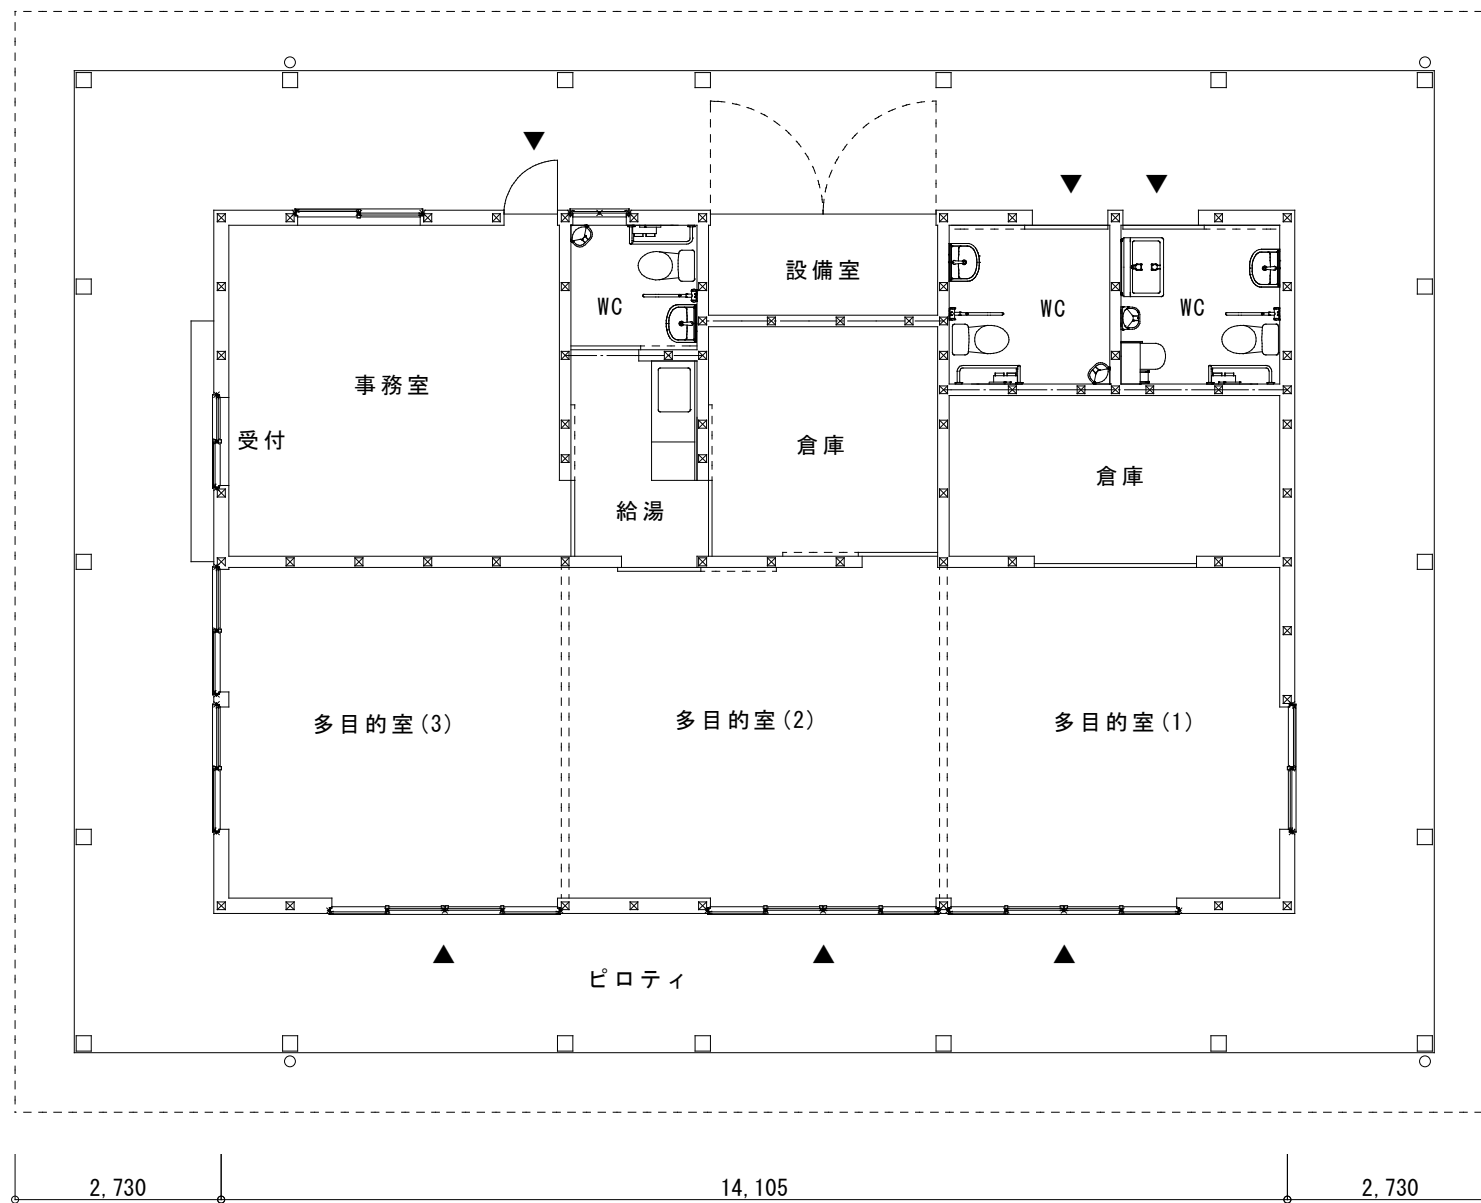 設備室
WC
WC
WC
事務室
受付
倉庫
倉庫
給湯
多目的室(3)
多目的室(2)
多目的室(1)
ピロティ
2,730
14,105
2,730